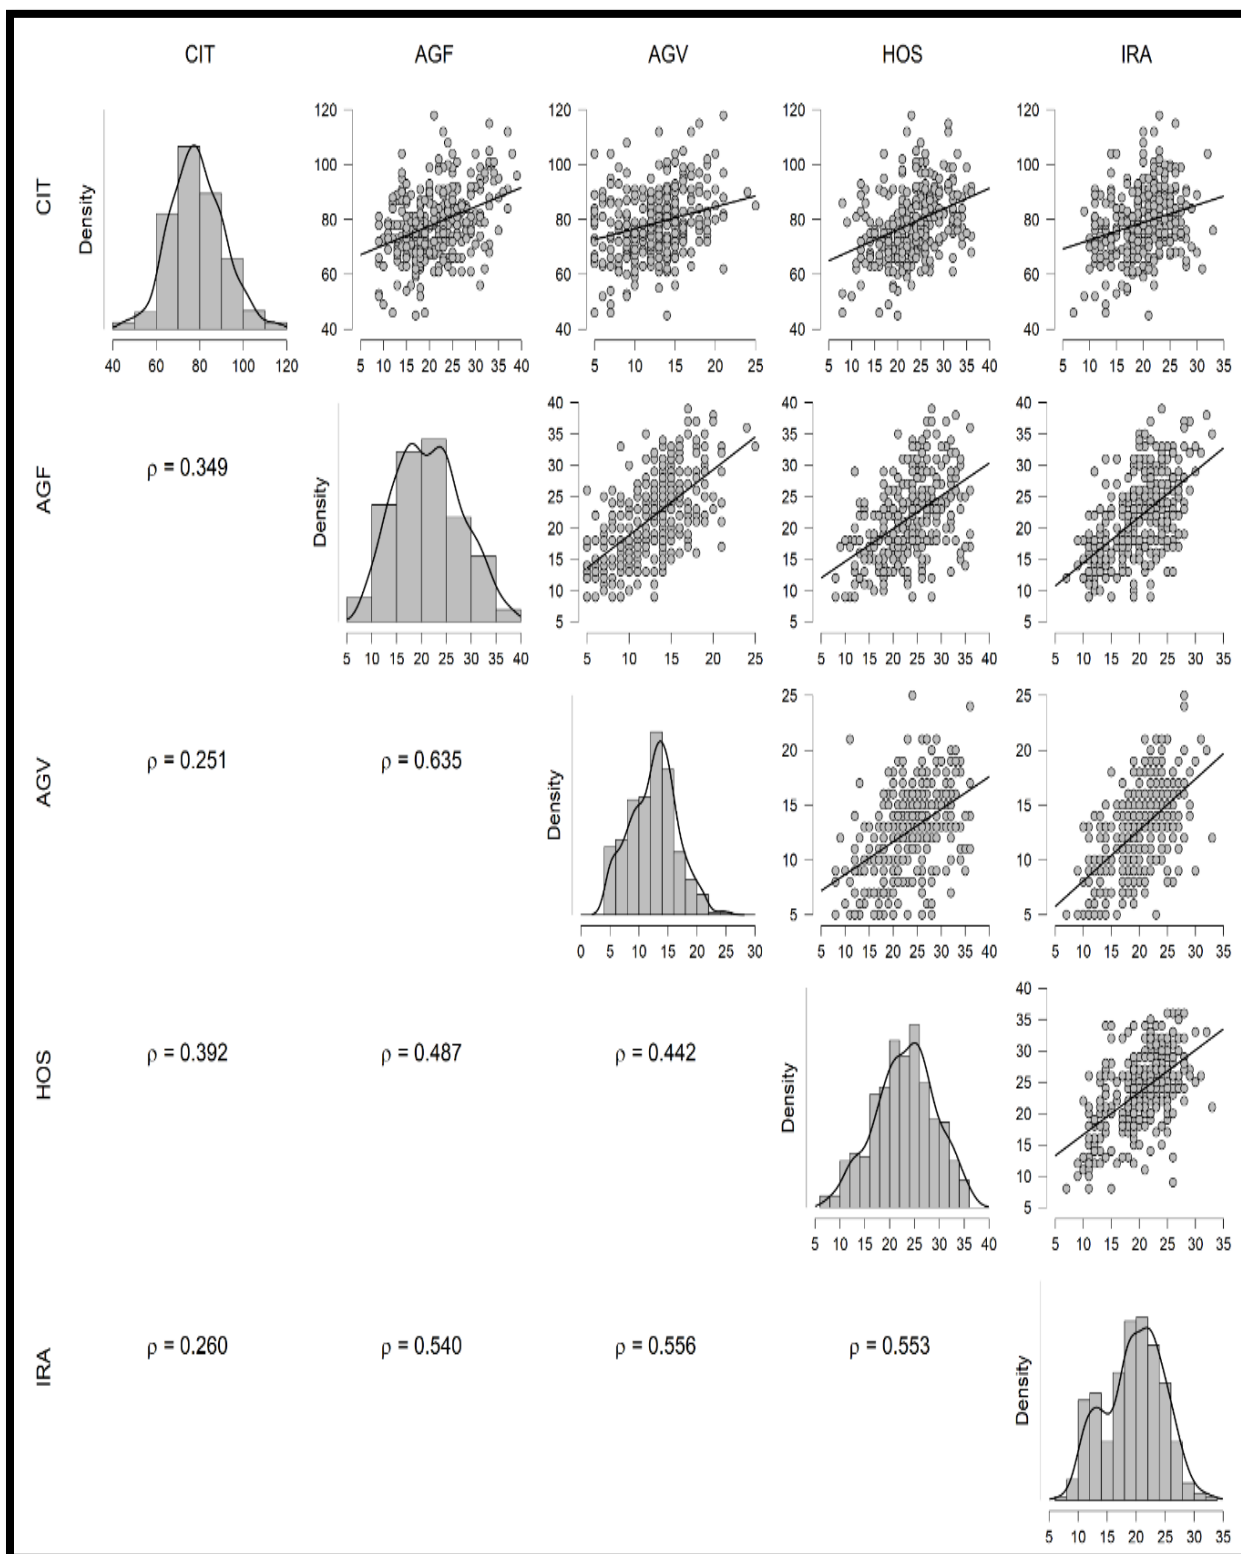 CIT AGF AGV HOS IRA
CIT
Density
120 100 80 60 40
120 100 80 60 40
120 100 80 60 40
120 100 80 60 40
40 60 80 100 120
5 10 15 20 25 30 35 40
5 10 15 20 25
5 10 15 20 25 30 35 40
5 10 15 20 25 30 35
AGF
ρ = 0.349
Density
40 35 30 25 20 15 10 5
40 35 30 25 20 15 10 5
40 35 30 25 20 15 10 5
5 10 15 20 25 30 35 40
5 10 15 20 25
5 10 15 20 25 30 35 40
5 10 15 20 25 30 35
AGV
ρ = 0.251
ρ = 0.635
Density
25 20 15 10 5
25 20 15 10 5
0 5 10 15 20 25 30
5 10 15 20 25 30 35 40
5 10 15 20 25 30 35
HOS
ρ = 0.392
ρ = 0.487
ρ = 0.442
Density
40 35 30 25 20 15 10 5
5 10 15 20 25 30 35 40
5 10 15 20 25 30 35
IRA
ρ = 0.260
ρ = 0.540
ρ = 0.556
ρ = 0.553
Density
5 10 15 20 25 30 35